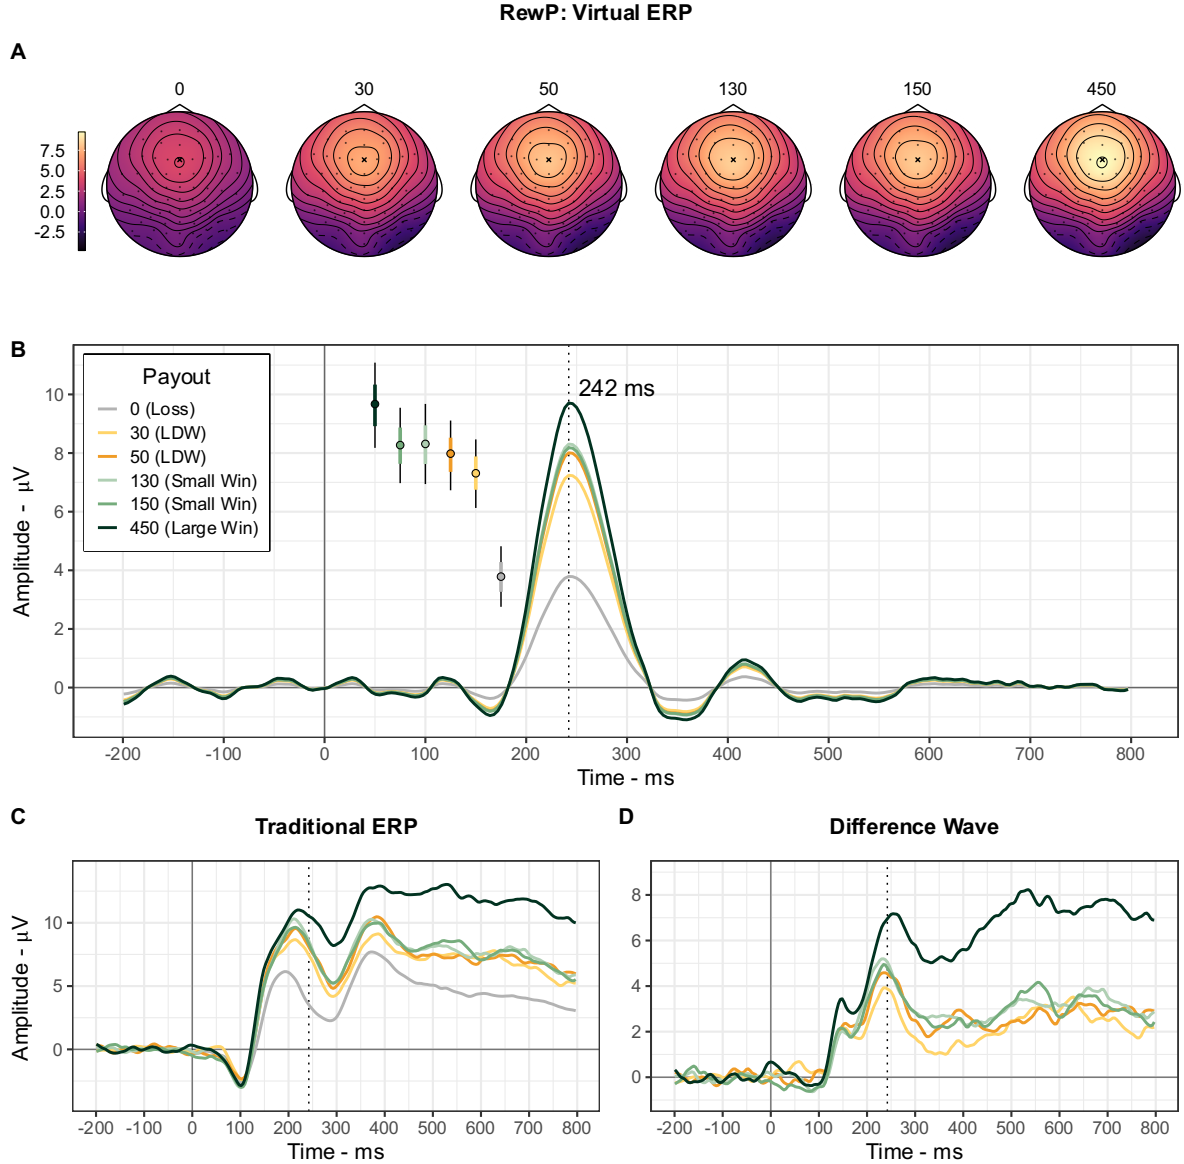 RewP: Virtual ERP
A
0 30 50 130 150 450
7.5
5.0
2.5
0.0
-2.5
B
Payout
0 (Loss)
30 (LDW)
50 (LDW)
130 (Small Win)
150 (Small Win)
450 (Large Win)
242 ms
10
8
6
4
2
0
Amplitude - μV
-200 -100 0 100 200 300 400 500 600 700 800
Time - ms
C
Traditional ERP
10
5
0
Amplitude - μV
-200 -100 0 100 200 300 400 500 600 700 800
Time - ms
D
Difference Wave
8
6
4
2
0
-200 -100 0 100 200 300 400 500 600 700 800
Time - ms